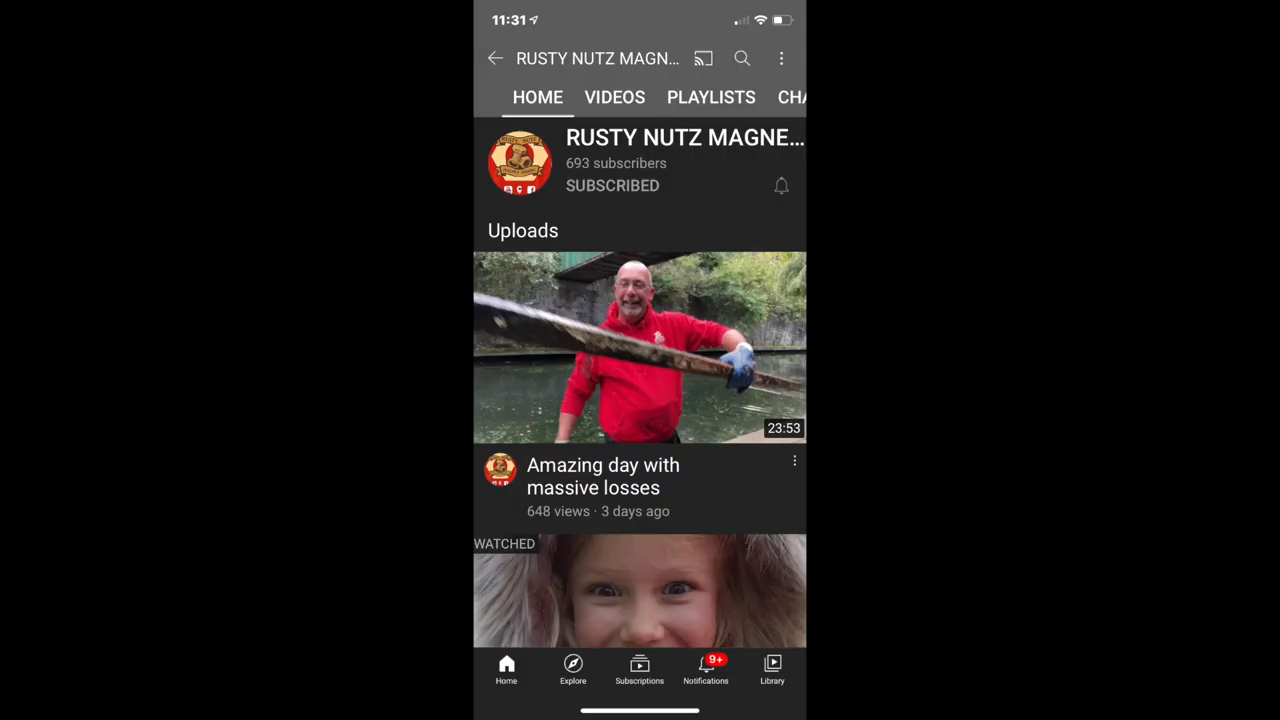 11:31
RUSTY NUTZ MAGN...
HOME VIDEOS PLAYLISTS CHA
RUSTY NUTZ MAGNE...
693 subscribers
SUBSCRIBED
Uploads
23:53
Amazing day with
massive losses
648 views · 3 days ago
WATCHED
9+
Home Explore Subscriptions Notifications Library